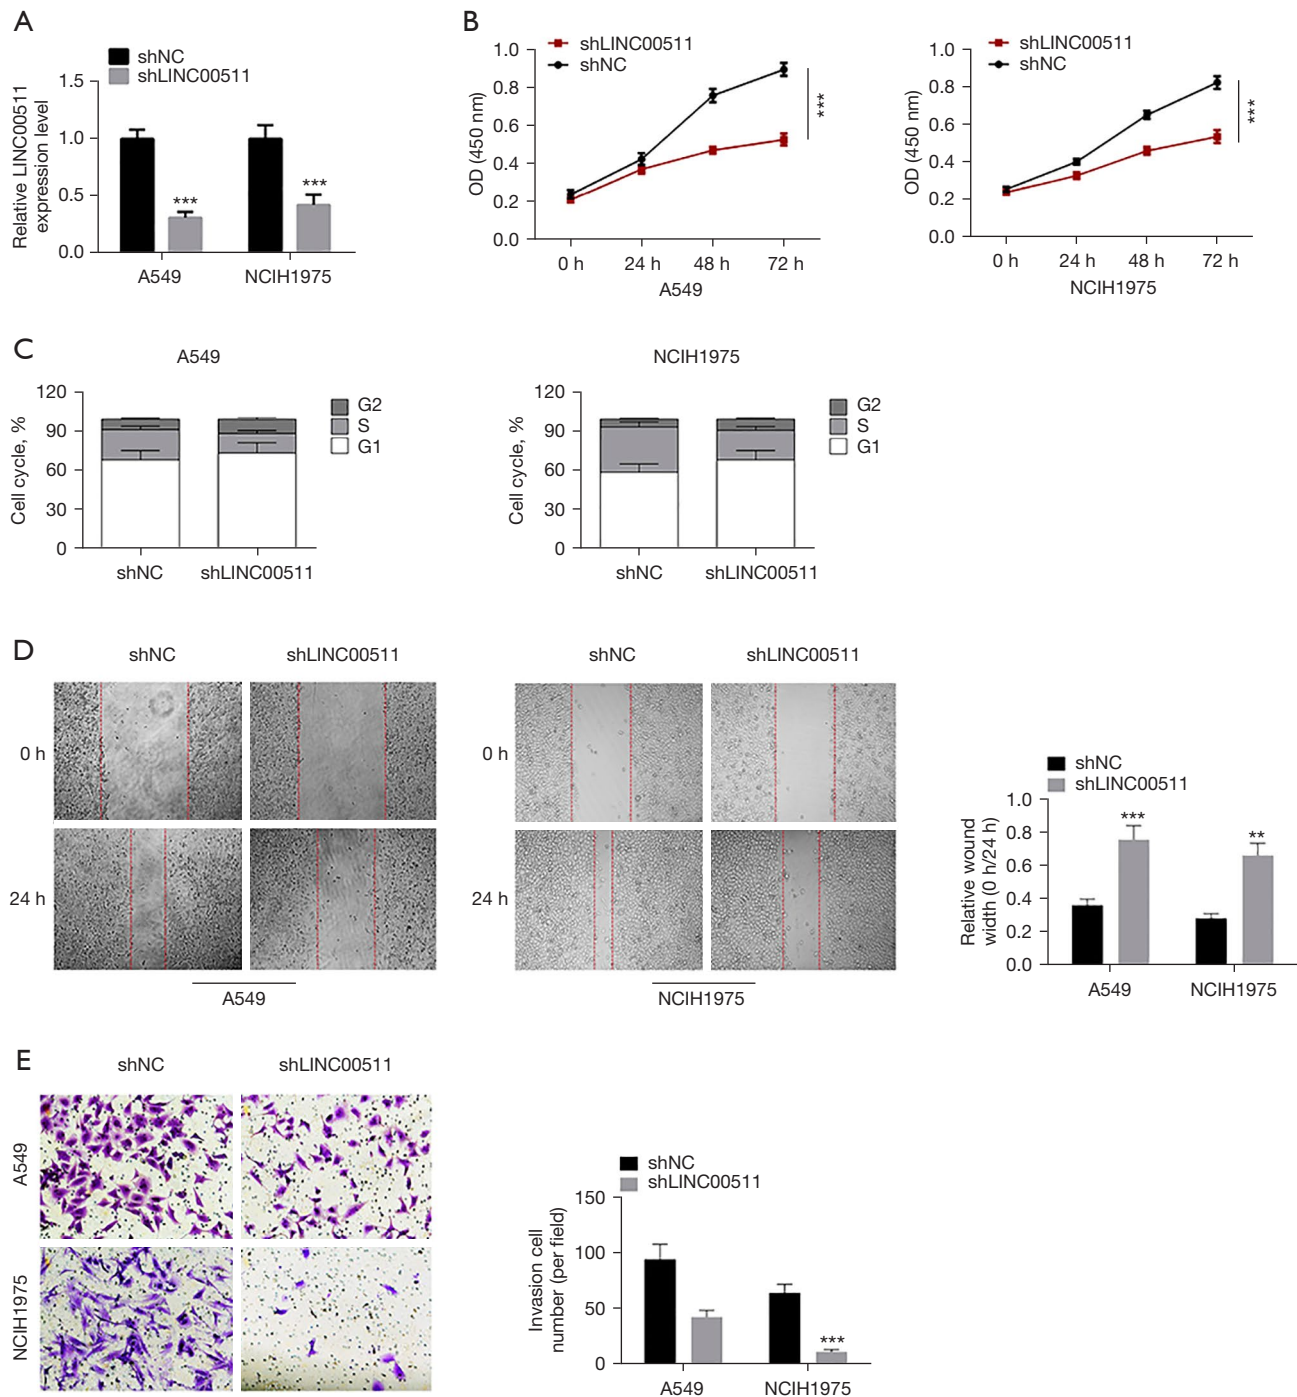 A
shNC
shLINC00511
Relative LINC00511
expression level
1.5
1.0
0.5
0.0
***
***
A549
NCIH1975
B
shLINC00511
shNC
OD (450 nm)
1.0
0.8
0.6
0.4
0.2
0.0
***
0 h
24 h
48 h
72 h
A549
shLINC00511
shNC
OD (450 nm)
1.0
0.8
0.6
0.4
0.2
0.0
***
0 h
24 h
48 h
72 h
NCIH1975
C
A549
Cell cycle, %
120
90
60
30
0
G2
S
G1
shNC
shLINC00511
NCIH1975
Cell cycle, %
120
90
60
30
0
G2
S
G1
shNC
shLINC00511
D
shNC
shLINC00511
0 h
24 h
A549
shNC
shLINC00511
0 h
24 h
NCIH1975
shNC
shLINC00511
Relative wound
width (0 h/24 h)
1.0
0.8
0.6
0.4
0.2
0.0
***
**
A549
NCIH1975
E
shNC
shLINC00511
A549
NCIH1975
shNC
shLINC00511
Invasion cell
number (per field)
150
100
50
0
***
A549
NCIH1975